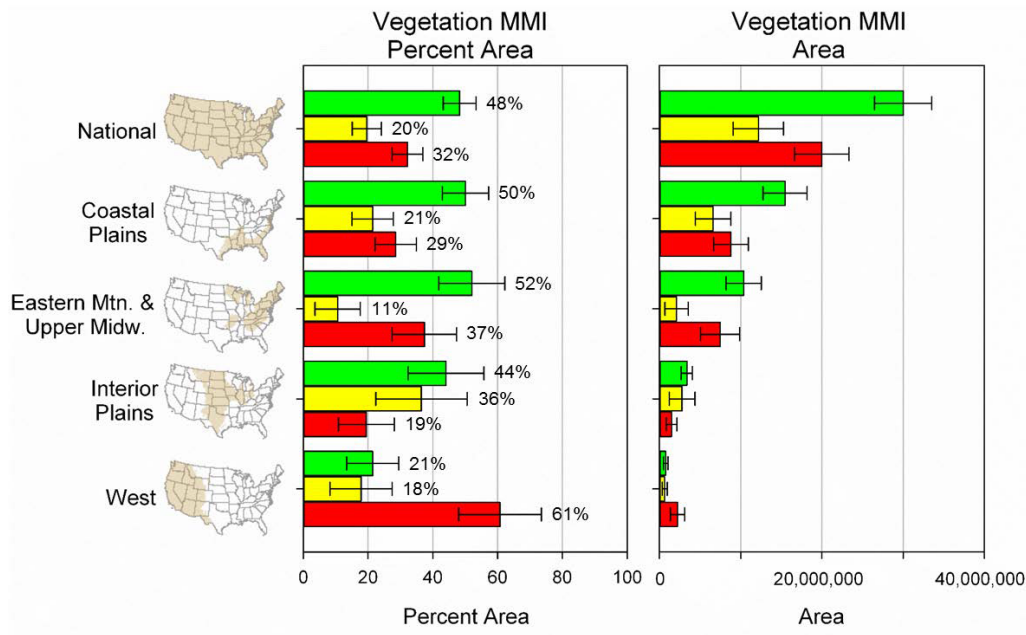 Vegetation MMI
Percent Area
Vegetation MMI
Area
National
48%
20%
32%
Coastal
Plains
50%
21%
29%
Eastern Mtn. &
Upper Midw.
52%
11%
37%
Interior
Plains
44%
36%
19%
West
21%
18%
61%
0 20 40 60 80 100
0 20,000,000 40,000,000
Percent Area
Area